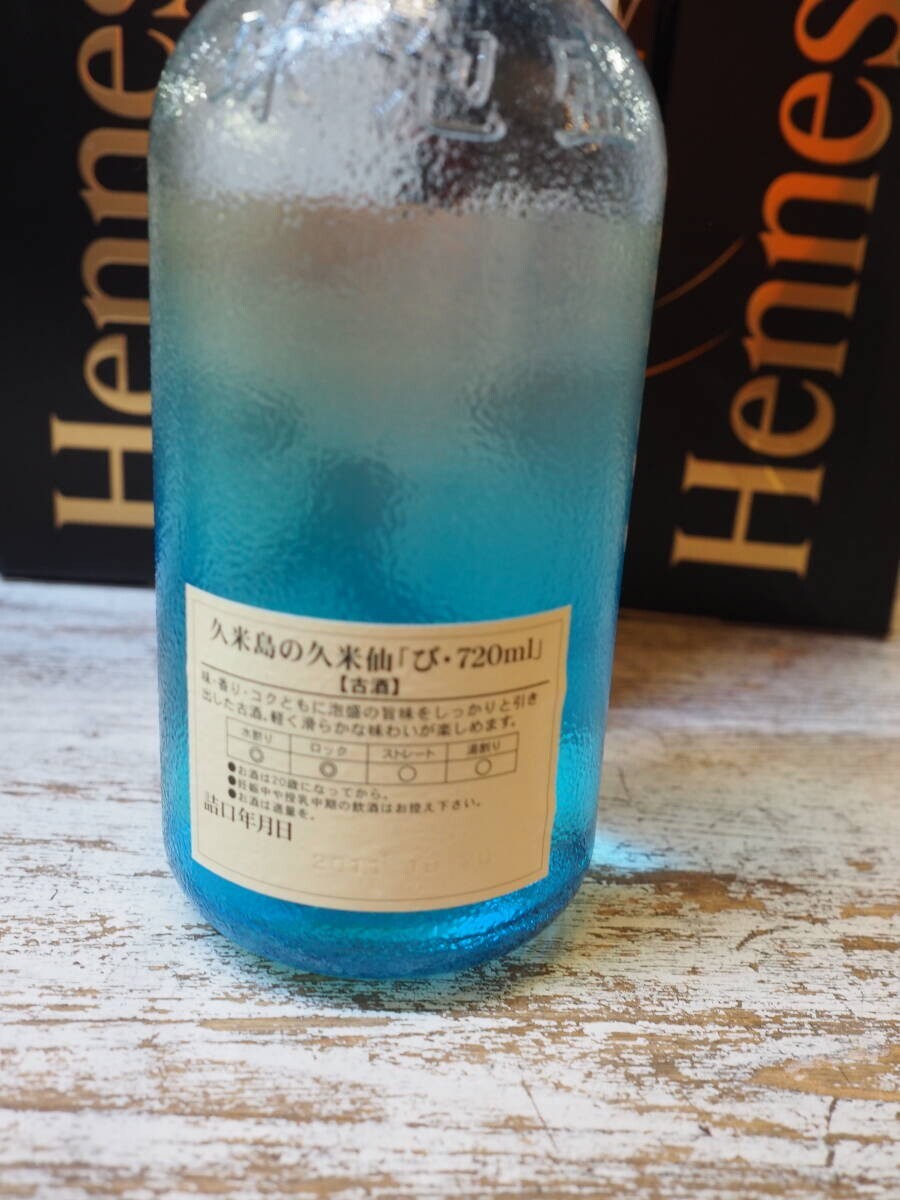 Hennes
Hennes
久米島の久米仙「び・720ml」
【古酒】
味・香り・コクともに泡盛の旨味をしっかりと引き
出した古酒。軽く滑らかな味わいが楽しめます。
水割り ロック ストレート 湯割り
◎ ◎ ○ ○
●お酒は20歳になってから。
●妊娠中や授乳中期の飲酒はお控え下さい。
●お酒は適量を。
詰口年月日